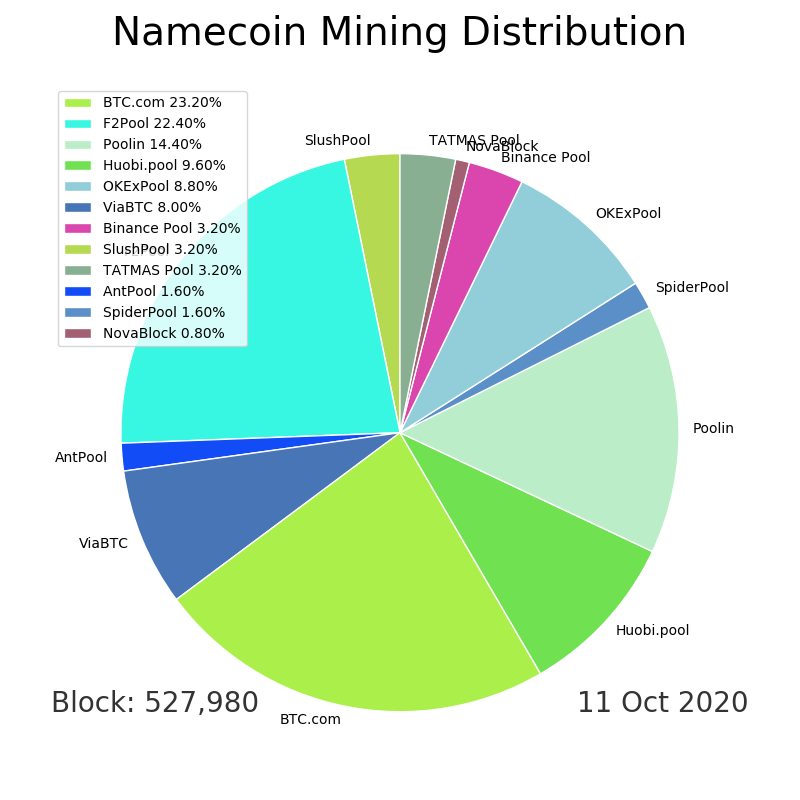 Namecoin Mining Distribution
BTC.com 23.20%
F2Pool 22.40%
Poolin 14.40%
Huobi.pool 9.60%
OKExPool 8.80%
ViaBTC 8.00%
Binance Pool 3.20%
SlushPool 3.20%
TATMAS Pool 3.20%
AntPool 1.60%
SpiderPool 1.60%
NovaBlock 0.80%
SlushPool
TATMAS Pool
NovaBlock
Binance Pool
OKExPool
SpiderPool
Poolin
Huobi.pool
BTC.com
ViaBTC
AntPool
Block: 527,980
11 Oct 2020